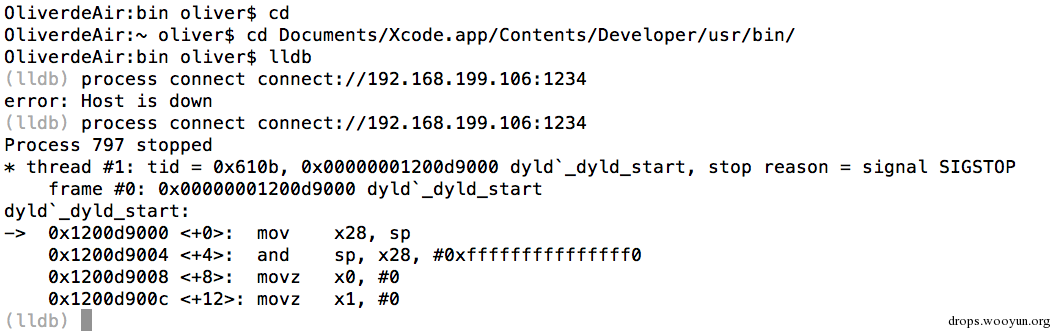 OliverdeAir:bin oliver$ cd
OliverdeAir:~ oliver$ cd Documents/Xcode.app/Contents/Developer/usr/bin/
OliverdeAir:bin oliver$ lldb
(lldb) process connect connect://192.168.199.106:1234
error: Host is down
(lldb) process connect connect://192.168.199.106:1234
Process 797 stopped
* thread #1: tid = 0x610b, 0x00000001200d9000 dyld`_dyld_start, stop reason = signal SIGSTOP
    frame #0: 0x00000001200d9000 dyld`_dyld_start
dyld`_dyld_start:
->  0x1200d9000 <+0>:  mov    x28, sp
    0x1200d9004 <+4>:  and    sp, x28, #0xfffffffffffffff0
    0x1200d9008 <+8>:  movz   x0, #0
    0x1200d900c <+12>: movz   x1, #0
(lldb)
drops.wooyun.org